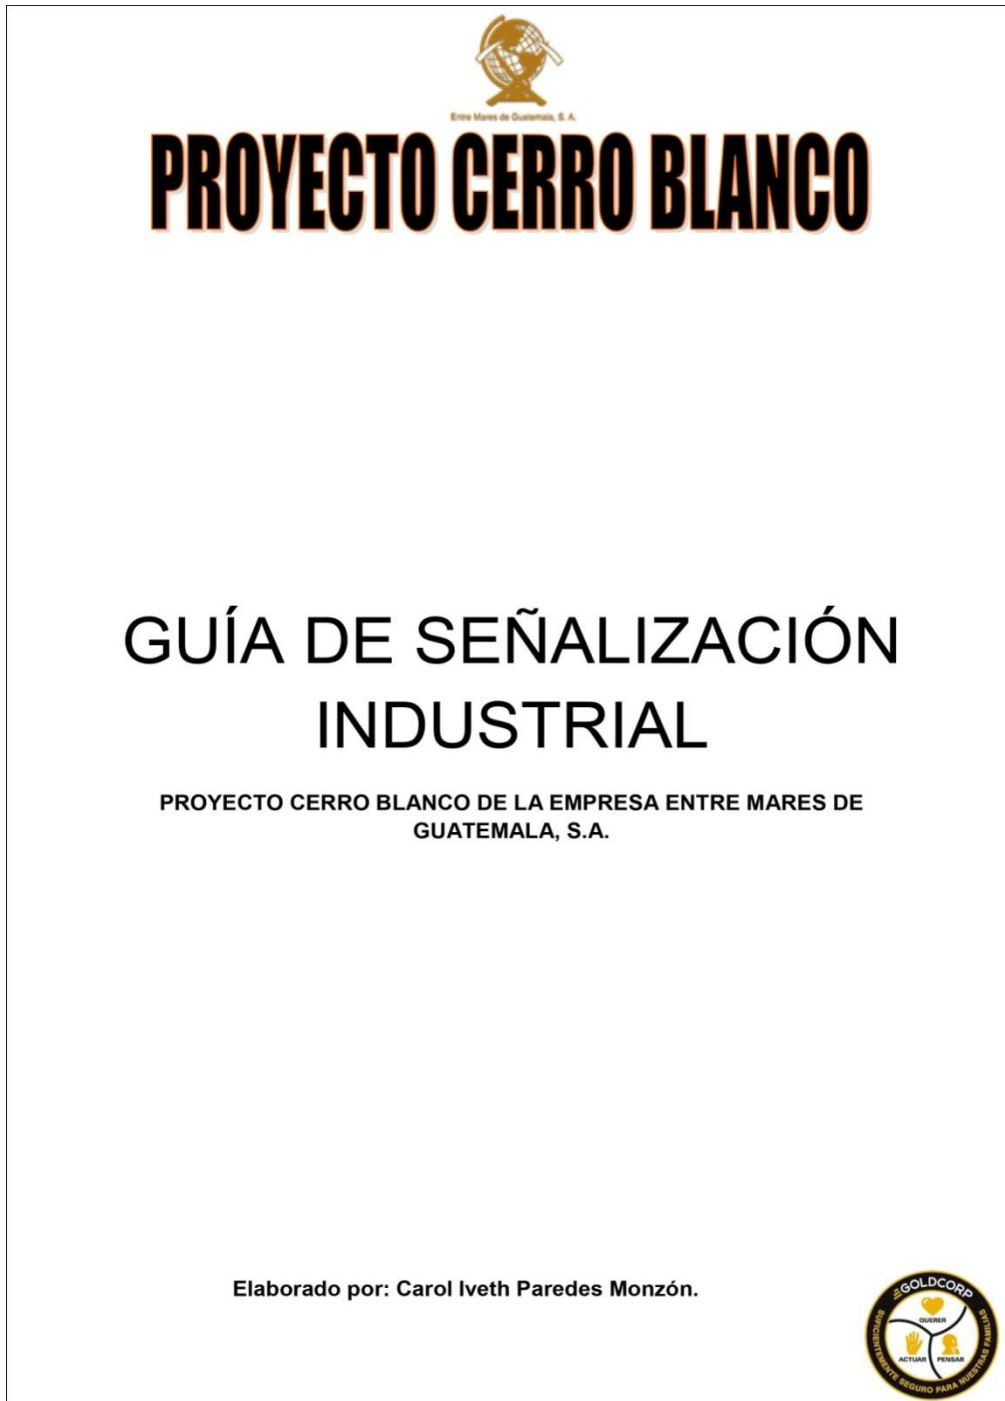 Entre Mares de Guatemala, S. A.
PROYECTO CERRO BLANCO
GUÍA DE SEÑALIZACIÓN
INDUSTRIAL
PROYECTO CERRO BLANCO DE LA EMPRESA ENTRE MARES DE
GUATEMALA, S.A.
Elaborado por: Carol Iveth Paredes Monzón.
GOLDCORP
QUERER
ACTUAR PENSAR
SUFICIENTEMENTE SEGURO PARA NUESTRAS FAMILIAS